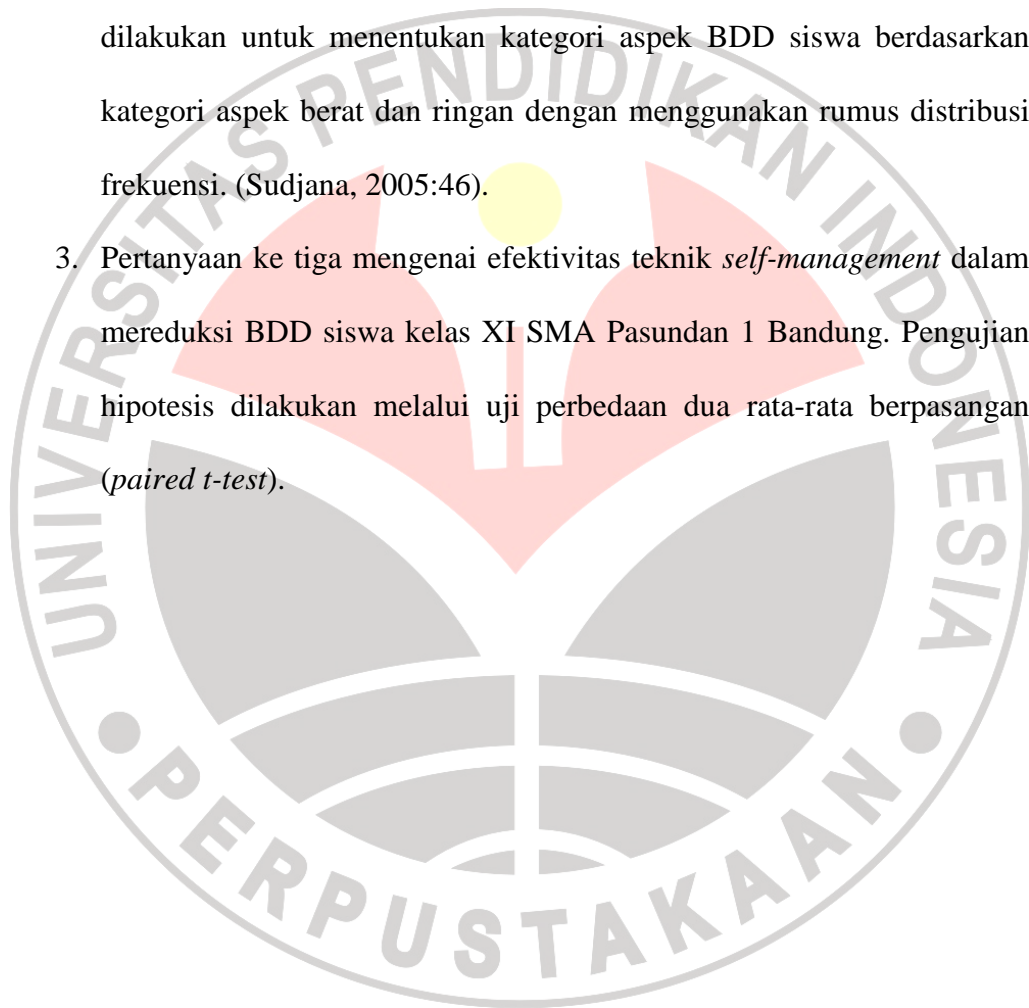 dilakukan untuk menentukan kategori aspek BDD siswa berdasarkan
kategori aspek berat dan ringan dengan menggunakan rumus distribusi
frekuensi. (Sudjana, 2005:46).
3. Pertanyaan ke tiga mengenai efektivitas teknik self-management dalam
mereduksi BDD siswa kelas XI SMA Pasundan 1 Bandung. Pengujian
hipotesis dilakukan melalui uji perbedaan dua rata-rata berpasangan
(paired t-test).
UNIVERSITAS PENDIDIKAN INDONESIA
PERPUSTAKAAN